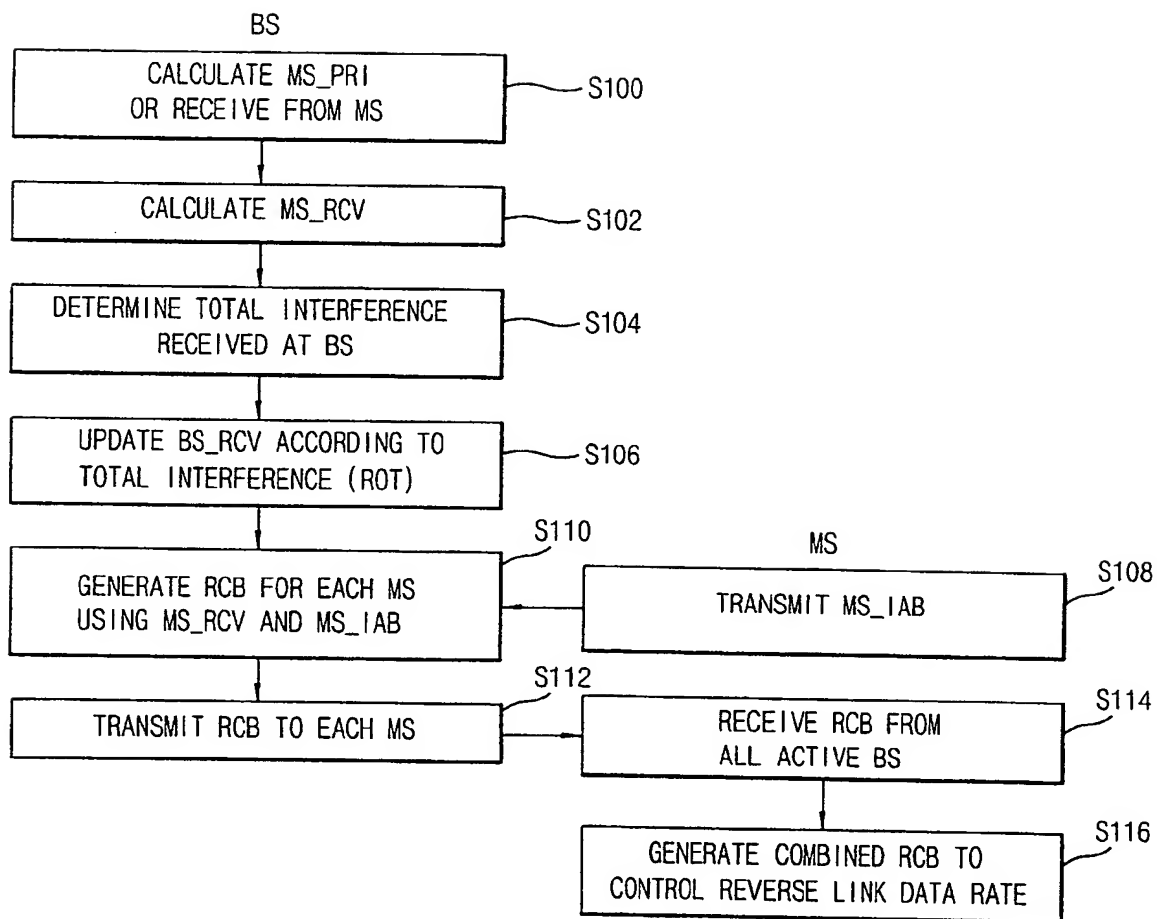 BS
CALCULATE MS_PRI
OR RECEIVE FROM MS
S100
CALCULATE MS_RCV
S102
DETERMINE TOTAL INTERFERENCE
RECEIVED AT BS
S104
UPDATE BS_RCV ACCORDING TO
TOTAL INTERFERENCE (ROT)
S106
GENERATE RCB FOR EACH MS
USING MS_RCV AND MS_IAB
S110
MS
TRANSMIT MS_IAB
S108
TRANSMIT RCB TO EACH MS
S112
RECEIVE RCB FROM
ALL ACTIVE BS
S114
GENERATE COMBINED RCB TO
CONTROL REVERSE LINK DATA RATE
S116